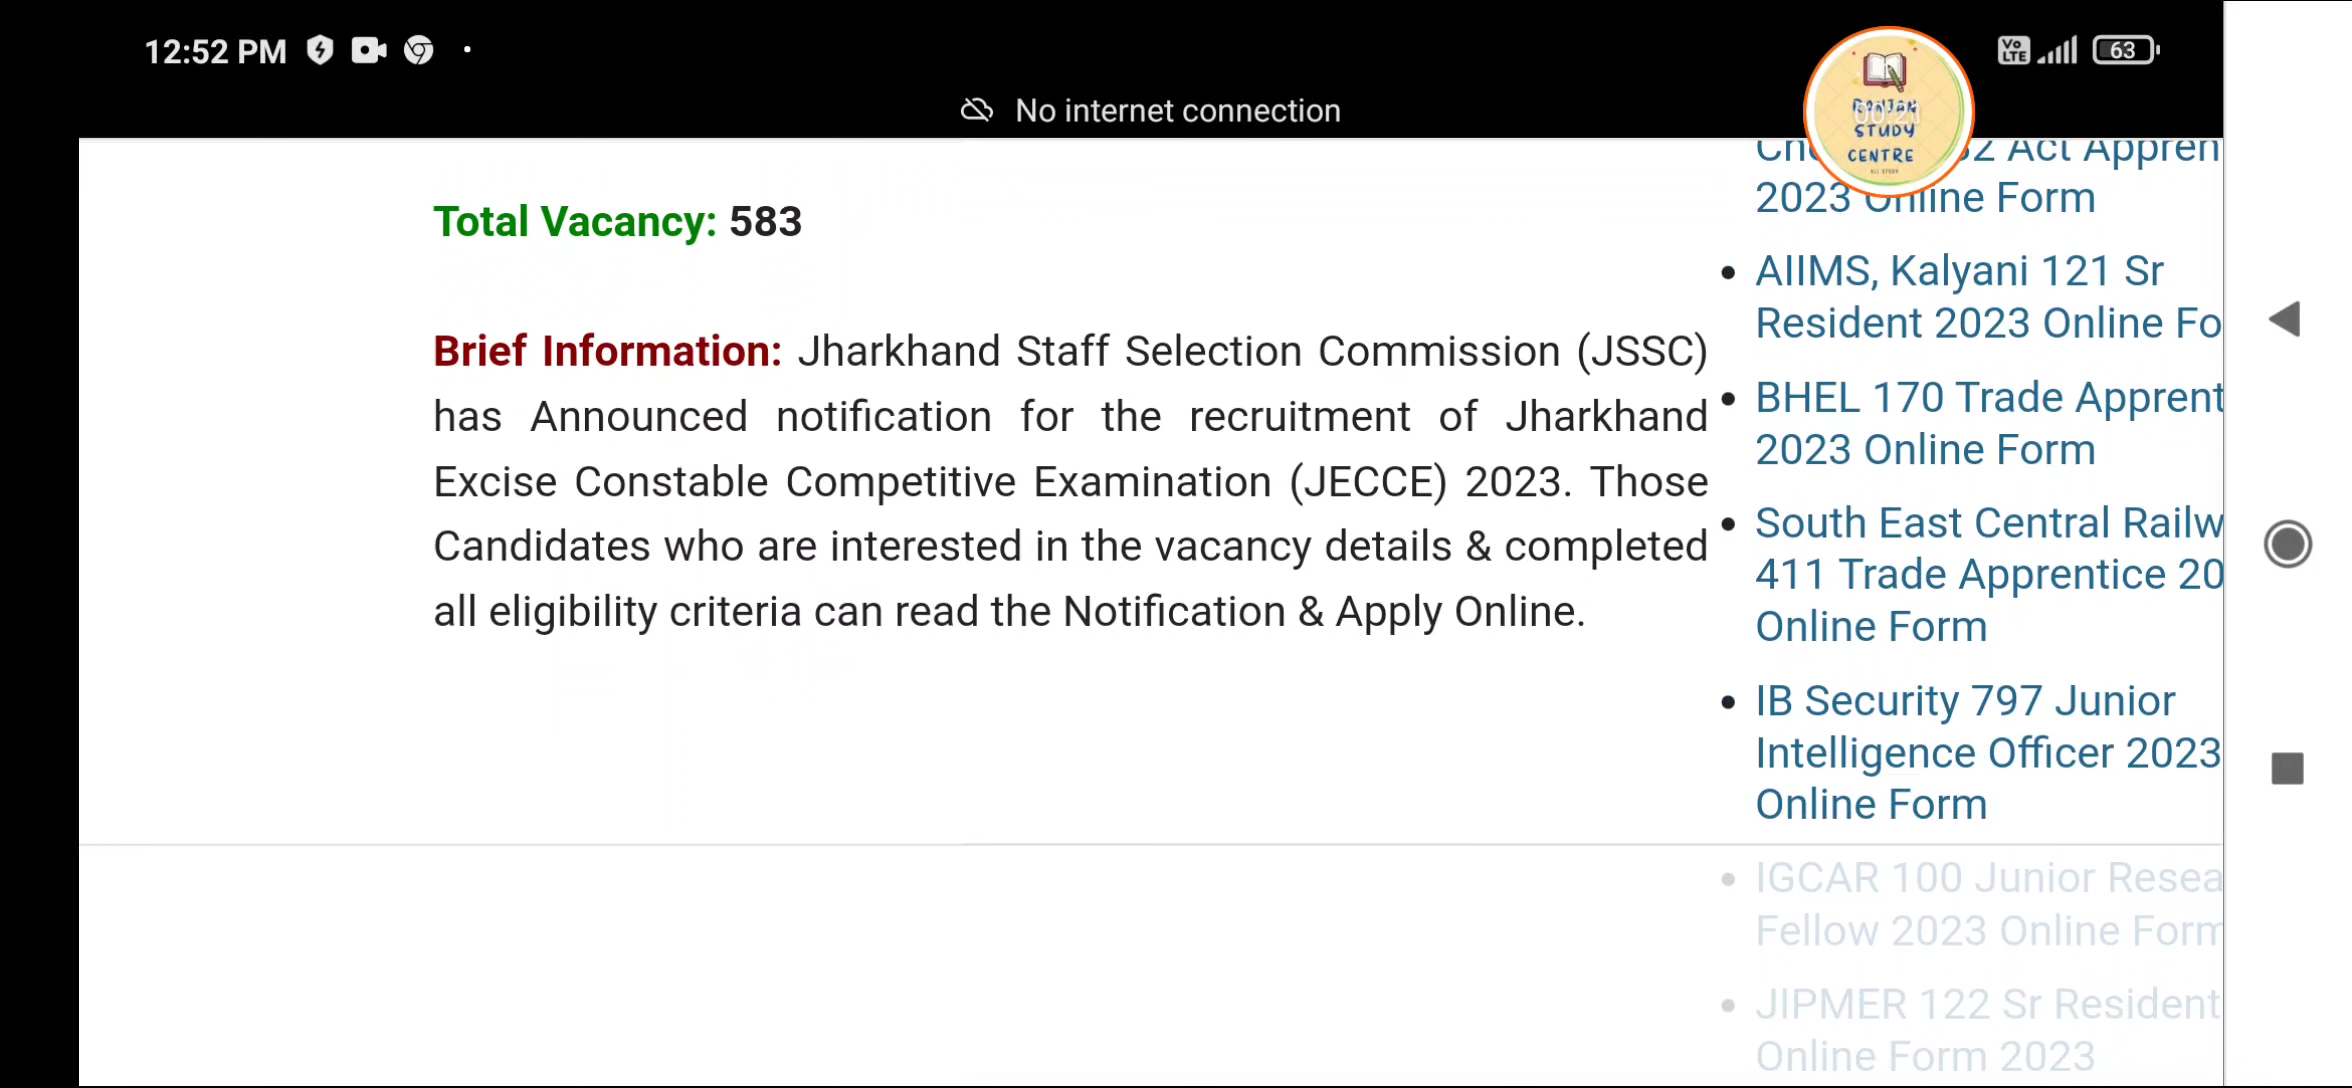 12:52 PM
63
No internet connection
STUDY
CENTRE
Total Vacancy: 583
Brief Information: Jharkhand Staff Selection Commission (JSSC)
has Announced notification for the recruitment of Jharkhand
Excise Constable Competitive Examination (JECCE) 2023. Those
Candidates who are interested in the vacancy details & completed
all eligibility criteria can read the Notification & Apply Online.
2 Act Appren
2023 Online Form
• AIIMS, Kalyani 121 Sr
Resident 2023 Online Fo
• BHEL 170 Trade Apprent
2023 Online Form
• South East Central Railw
411 Trade Apprentice 20
Online Form
• IB Security 797 Junior
Intelligence Officer 2023
Online Form
• IGCAR 100 Junior Resea
Fellow 2023 Online Form
• JIPMER 122 Sr Resident
Online Form 2023